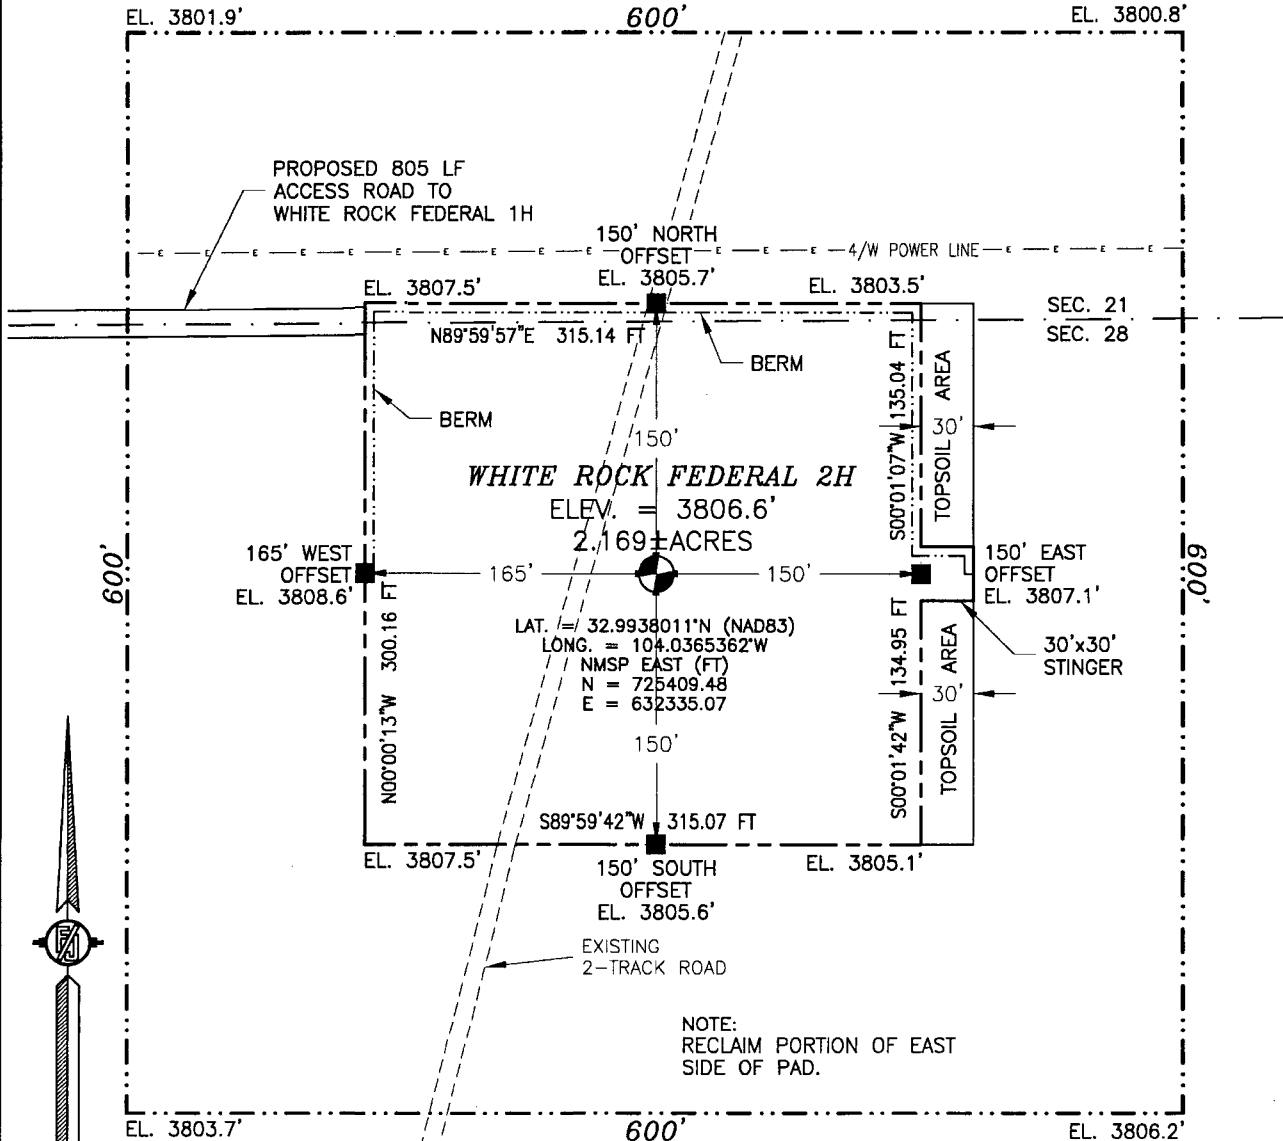 EL. 3801.9'
600'
EL. 3800.8'
PROPOSED 805 LF
ACCESS ROAD TO
WHITE ROCK FEDERAL 1H
150' NORTH
OFFSET
EL. 3805.7'
E E E E E E E E E E E 4/W POWER LINE E E E E
EL. 3807.5'
EL. 3803.5'
SEC. 21
SEC. 28
N89°59'57"E 315.14 FT
BERM
BERM
S00°01'07"W 135.04 FT
TOPSOIL AREA
30'
150'
WHITE ROCK FEDERAL 2H
ELEV. = 3806.6'
2.169±ACRES
600'
165' WEST
OFFSET
EL. 3808.6'
165'
150'
150' EAST
OFFSET
EL. 3807.1'
600'
LAT. = 32.9938011°N (NAD83)
LONG. = 104.0365362°W
NMSP EAST (FT)
N = 725409.48
E = 632335.07
30'x30'
STINGER
N00°00'13"W 300.16 FT
S00°01'42"W 134.95 FT
TOPSOIL AREA
30'
150'
S89°59'42"W 315.07 FT
EL. 3807.5'
150' SOUTH
OFFSET
EL. 3805.6'
EL. 3805.1'
EXISTING
2-TRACK ROAD
NOTE:
RECLAIM PORTION OF EAST
SIDE OF PAD.
EL. 3803.7'
600'
EL. 3806.2'